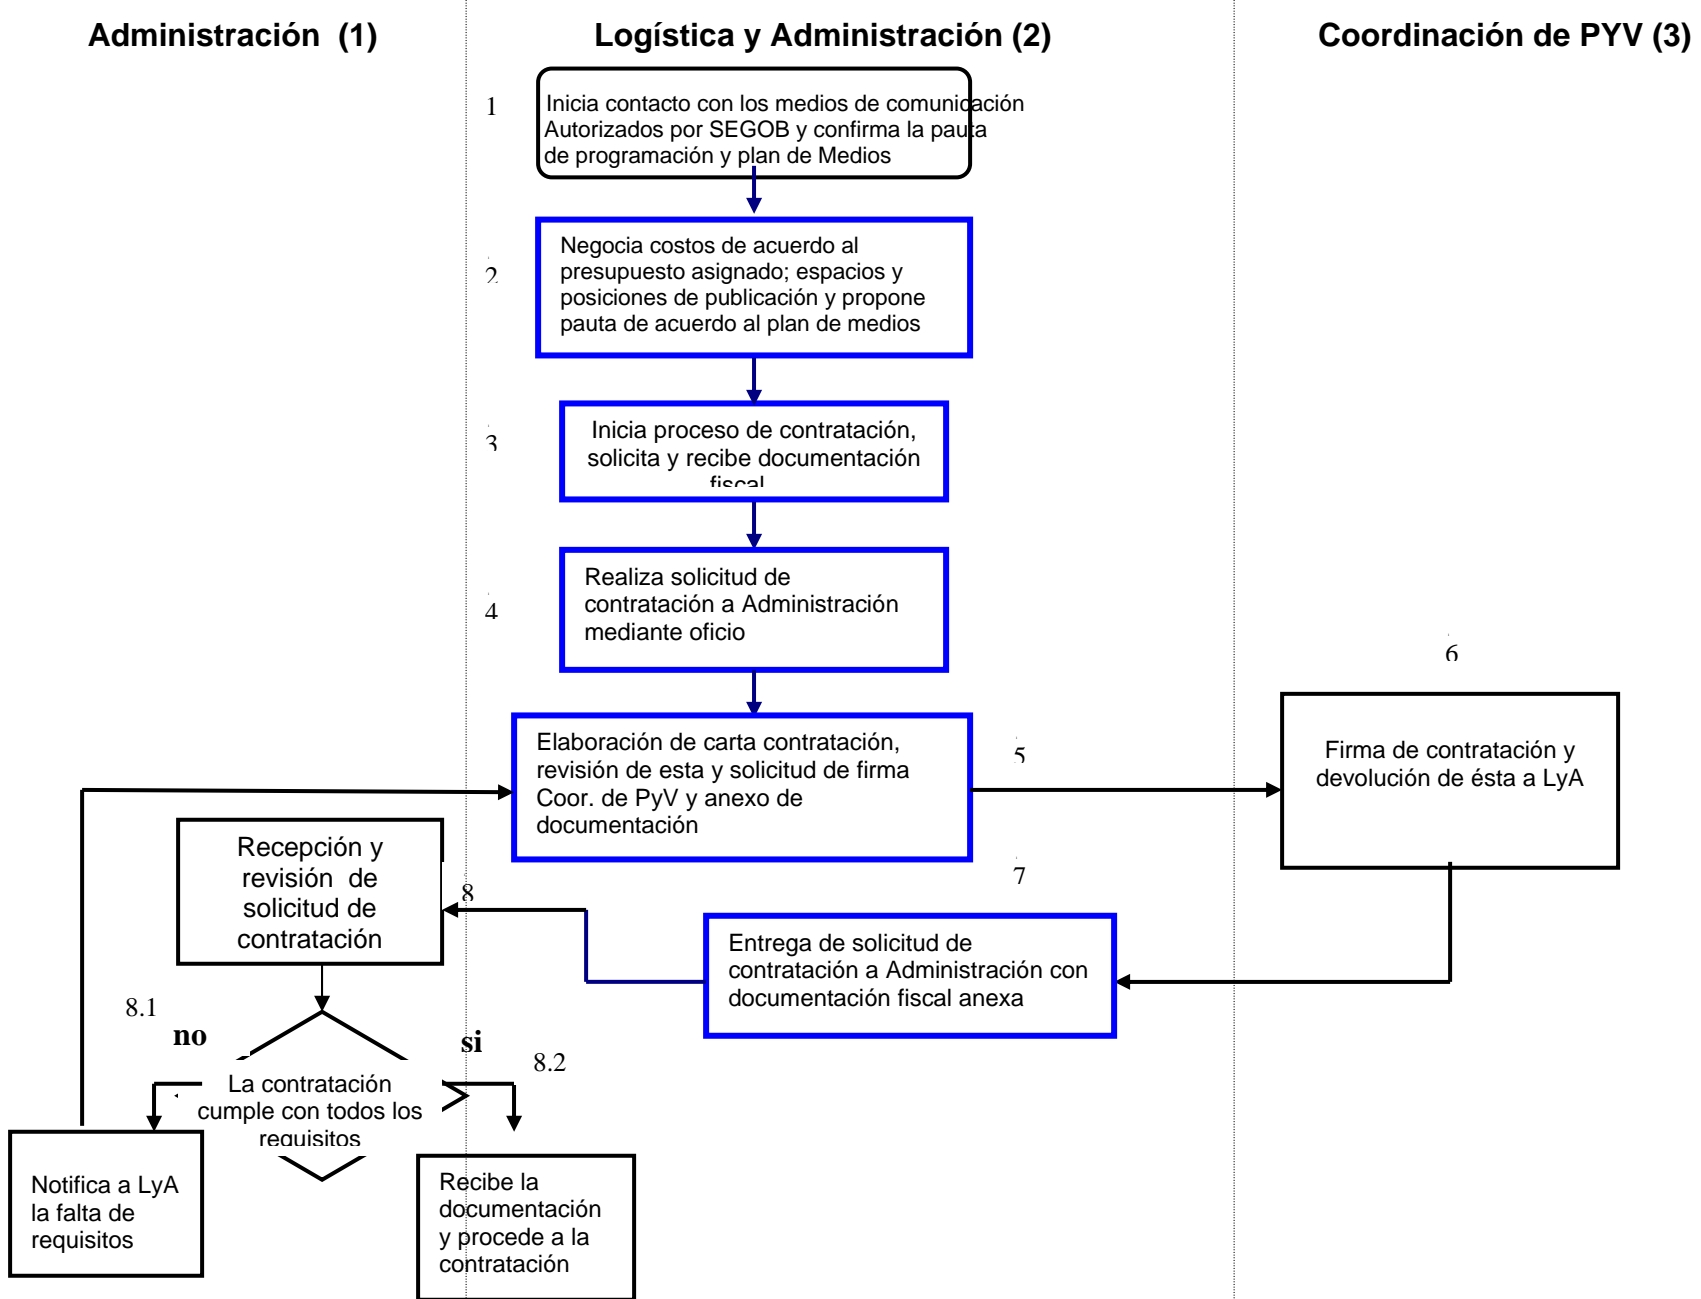 Administración (1)
Logística y Administración (2)
Coordinación de PYV (3)
1
Inicia contacto con los medios de comunicación
Autorizados por SEGOB y confirma la pauta
de programación y plan de Medios
2
Negocia costos de acuerdo al
presupuesto asignado; espacios y
posiciones de publicación y propone
pauta de acuerdo al plan de medios
3
Inicia proceso de contratación,
solicita y recibe documentación
fiscal
4
Realiza solicitud de
contratación a Administración
mediante oficio
Elaboración de carta contratación,
revisión de esta y solicitud de firma
Coor. de PyV y anexo de
documentación
5
6
Firma de contratación y
devolución de ésta a LyA
7
Entrega de solicitud de
contratación a Administración con
documentación fiscal anexa
8
Recepción y
revisión de
solicitud de
contratación
8.1
no
si
8.2
La contratación
cumple con todos los
requisitos
Notifica a LyA
la falta de
requisitos
Recibe la
documentación
y procede a la
contratación